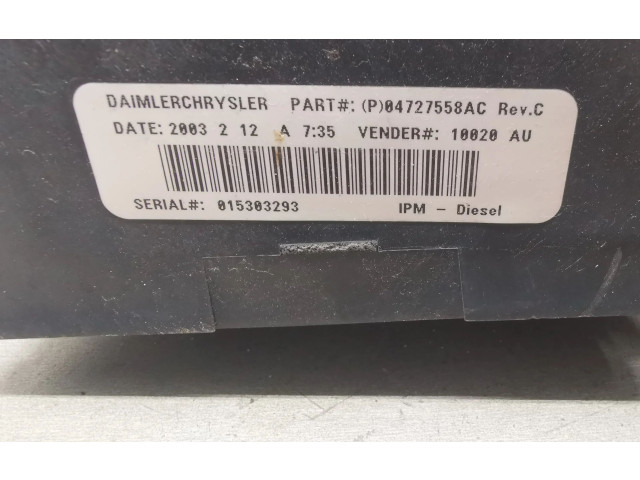 DAIMLERCHRYSLER PART#: (P)04727558AC Rev.C
DATE: 2003 2 12 A 7:35 VENDER#: 10020 AU
SERIAL#: 015303293 IPM - Diesel